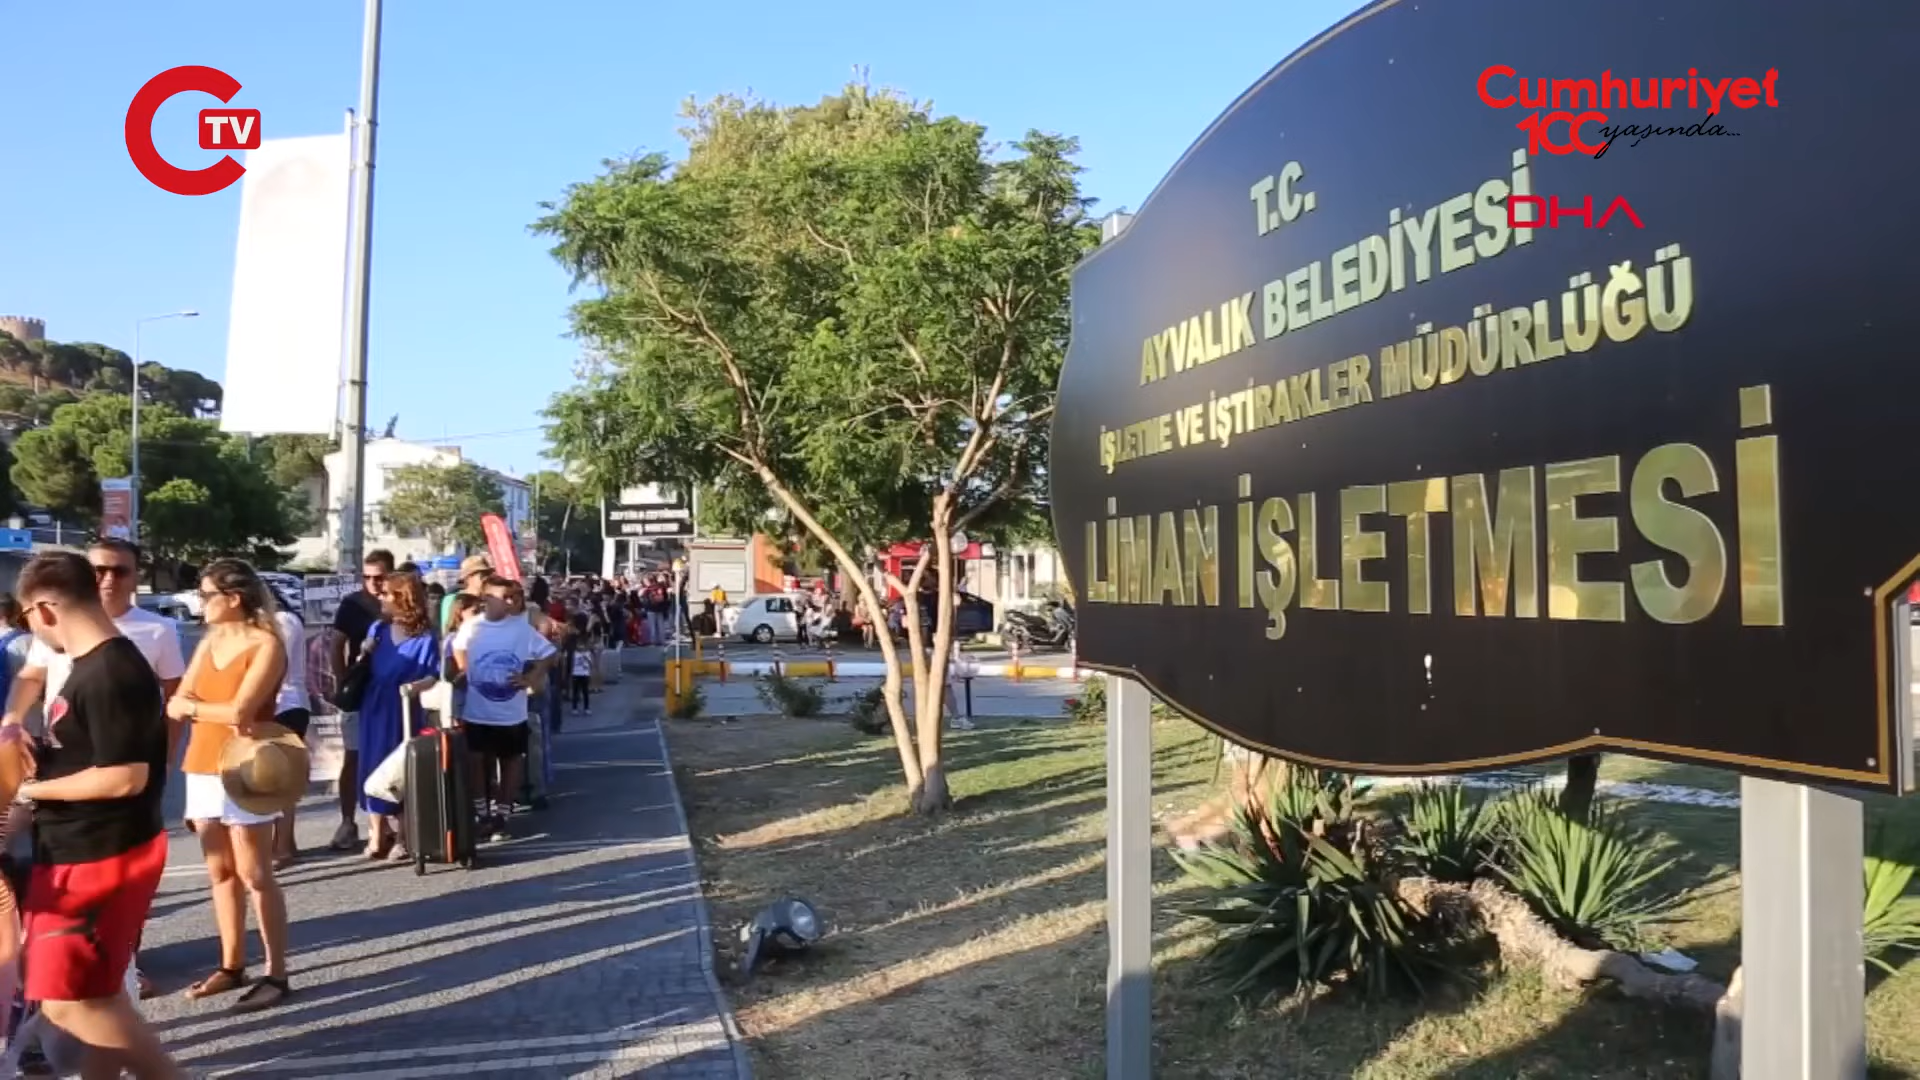 TV
Cumhuriyet
100 yaşında...
DHA
T.C.
AYVALIK BELEDİYESİ
İŞLETME VE İŞTİRAKLER MÜDÜRLÜĞÜ
LİMAN İŞLETMESİ